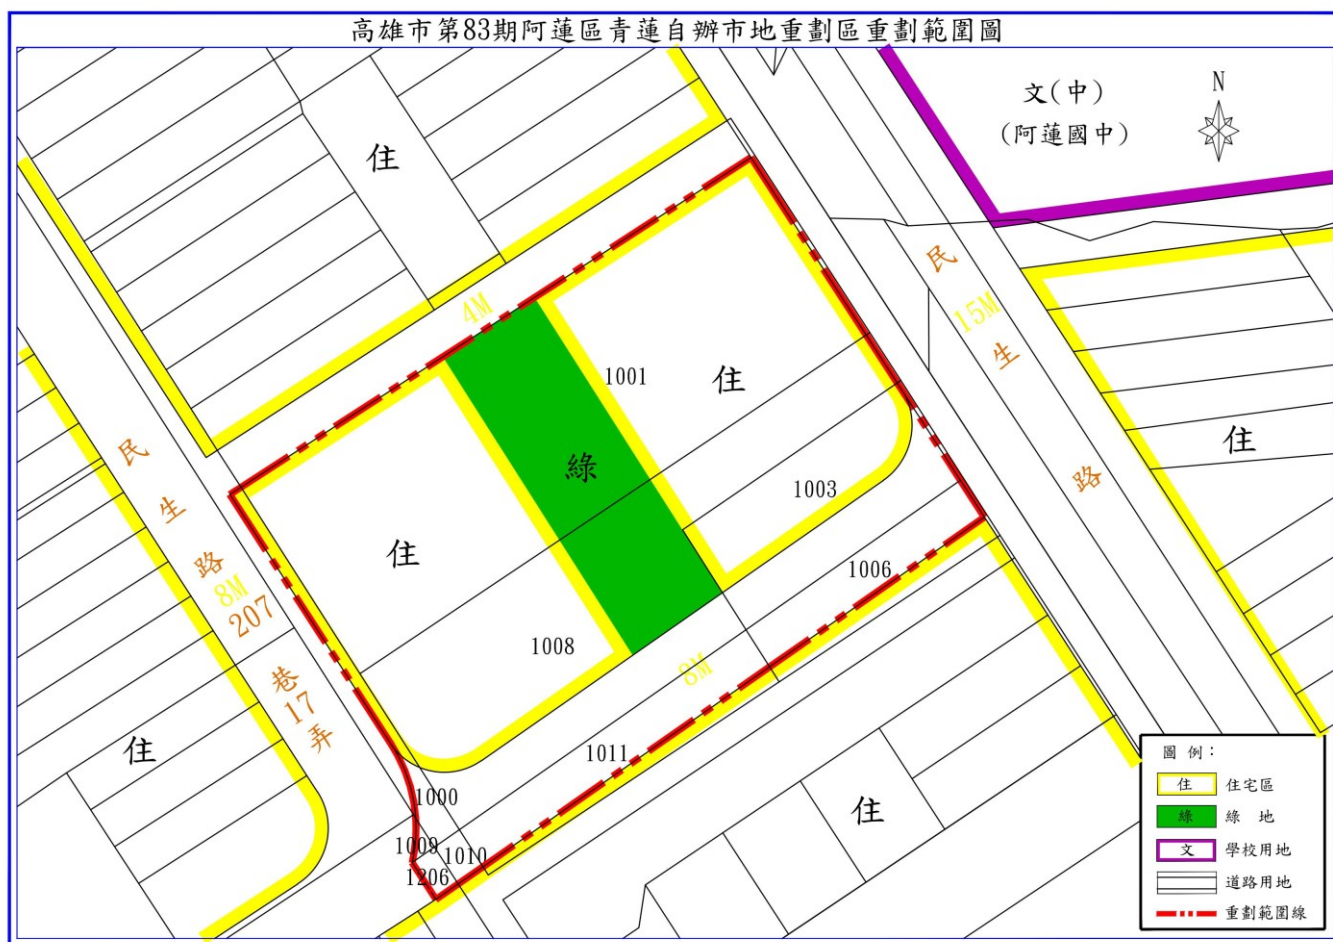 高雄市第83期阿蓮區青蓮自辦市地重劃區重劃範圍圖
文(中)
(阿蓮國中)
N
住
民
15M
生
路
4M
1001
住
住
綠
1003
民
生
路
8M
207
巷
17
弄
住
1006
1008
8M
1011
住
1000
1009
1010
1206
住
圖 例：
住 住宅區
綠 綠 地
文 學校用地
道路用地
重劃範圍線